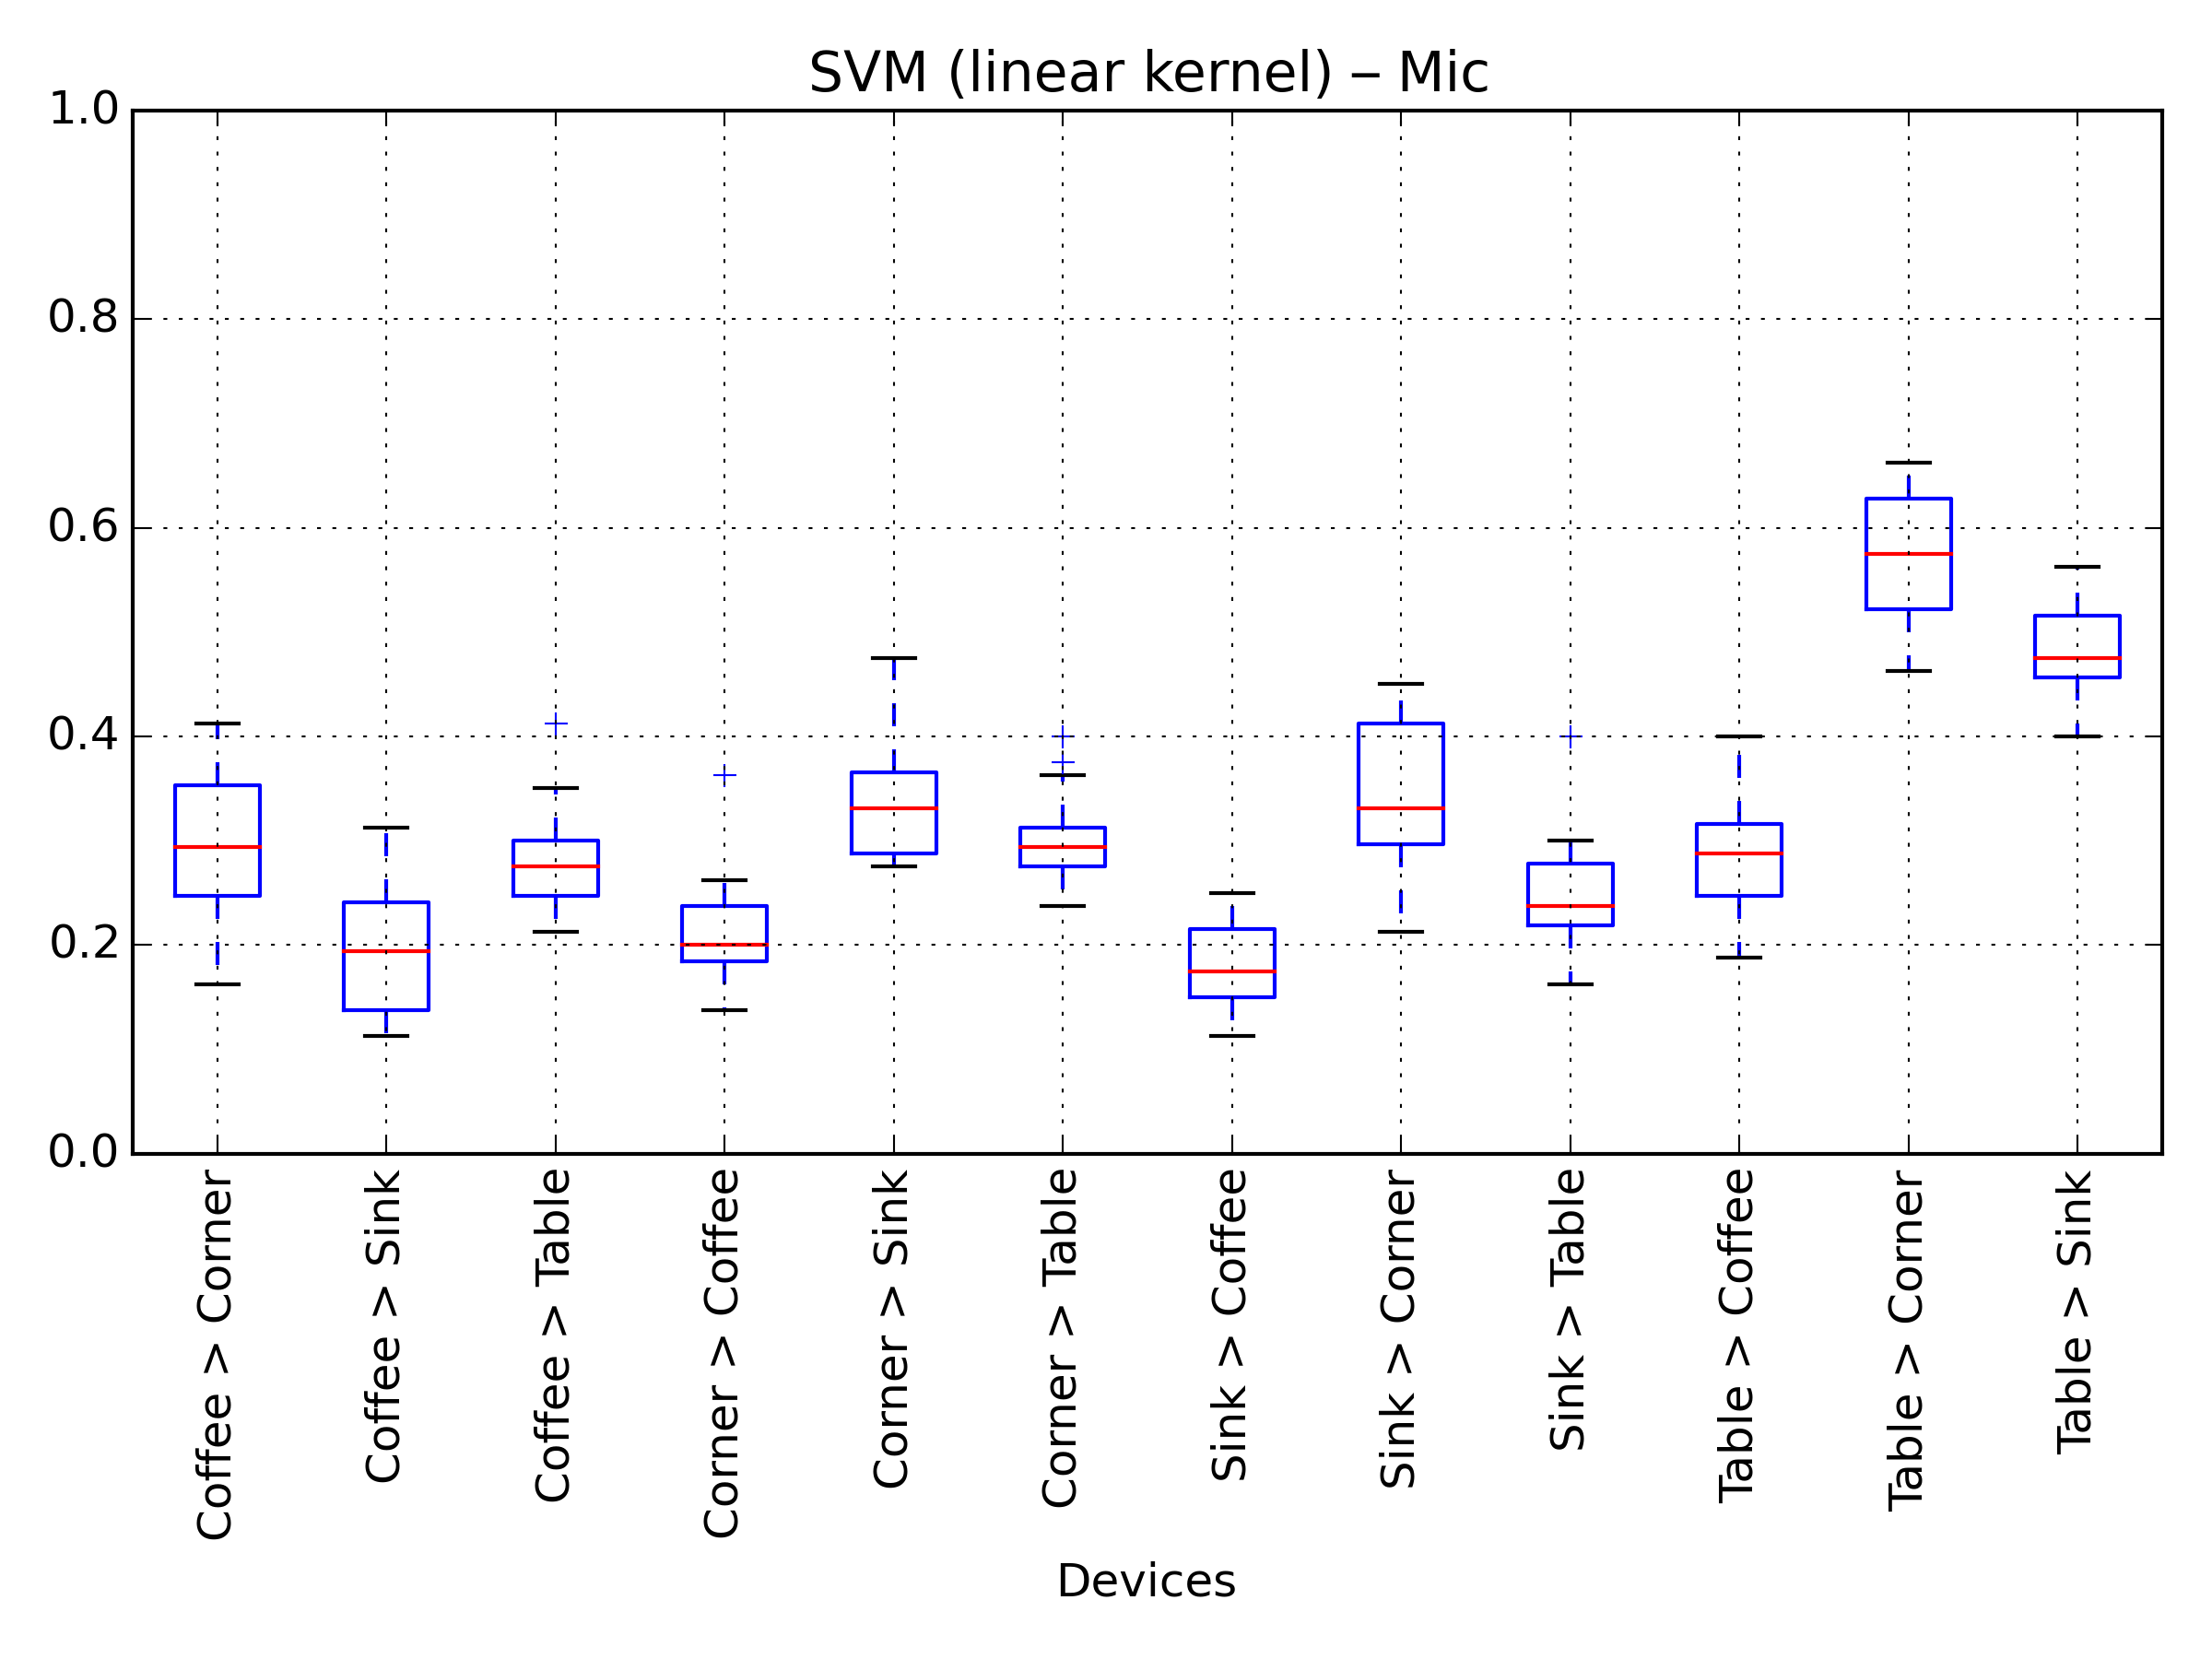 SVM (linear kernel) – Mic
1.0
0.8
0.6
0.4
0.2
0.0
Coffee > Corner
Coffee > Sink
Coffee > Table
Corner > Coffee
Corner > Sink
Corner > Table
Sink > Coffee
Sink > Corner
Sink > Table
Table > Coffee
Table > Corner
Table > Sink
Devices